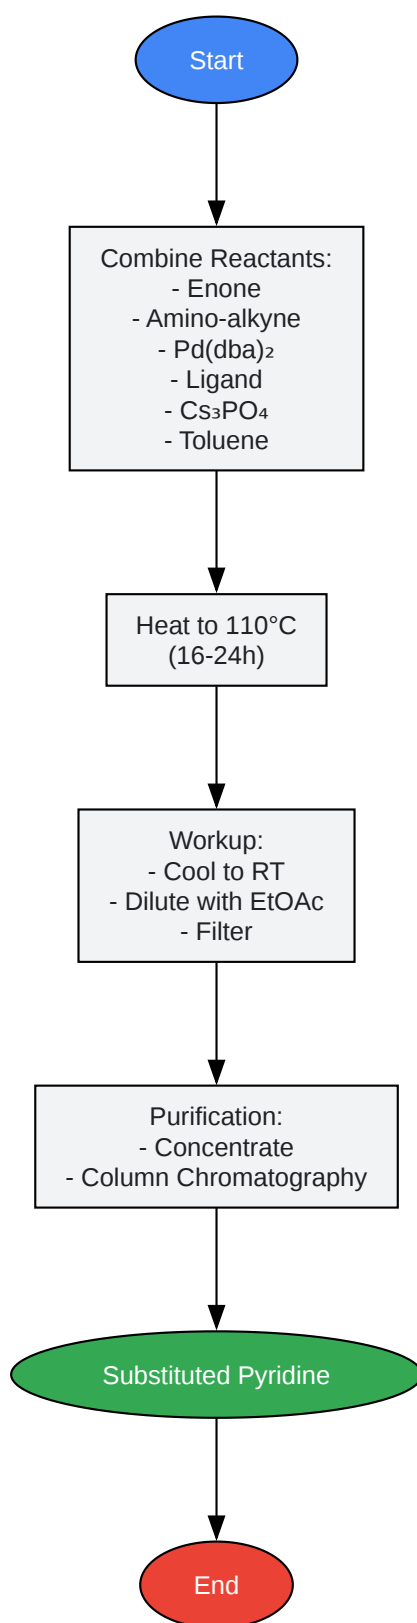 Start
Combine Reactants:
- Enone
- Amino-alkyne
- Pd(dba)₂
- Ligand
- Cs₃PO₄
- Toluene
Heat to 110°C
(16-24h)
Workup:
- Cool to RT
- Dilute with EtOAc
- Filter
Purification:
- Concentrate
- Column Chromatography
Substituted Pyridine
End